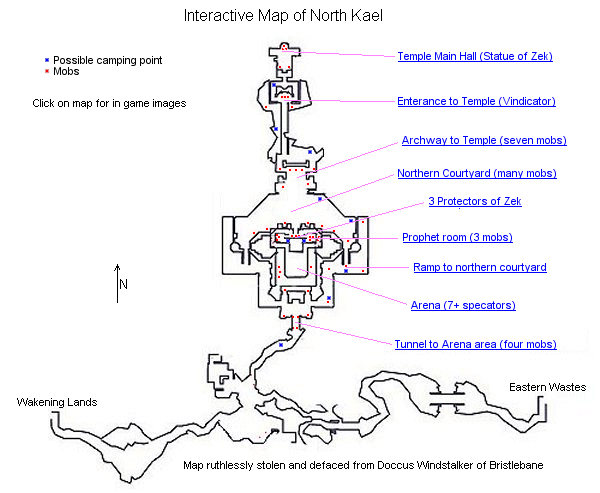 Interactive Map of North Kael
Possible camping point
Mobs
Click on map for in game images
Temple Main Hall (Statue of Zek)
Entrance to Temple (Vindicator)
Archway to Temple (seven mobs)
Northern Courtyard (many mobs)
3 Protectors of Zek
Prophet room (3 mobs)
Ramp to northern courtyard
N
Arena (7+ specators)
Tunnel to Arena area (four mobs)
Eastern Wastes
Wakening Lands
Map ruthlessly stolen and defaced from Doccus Windstalker of Bristlebane